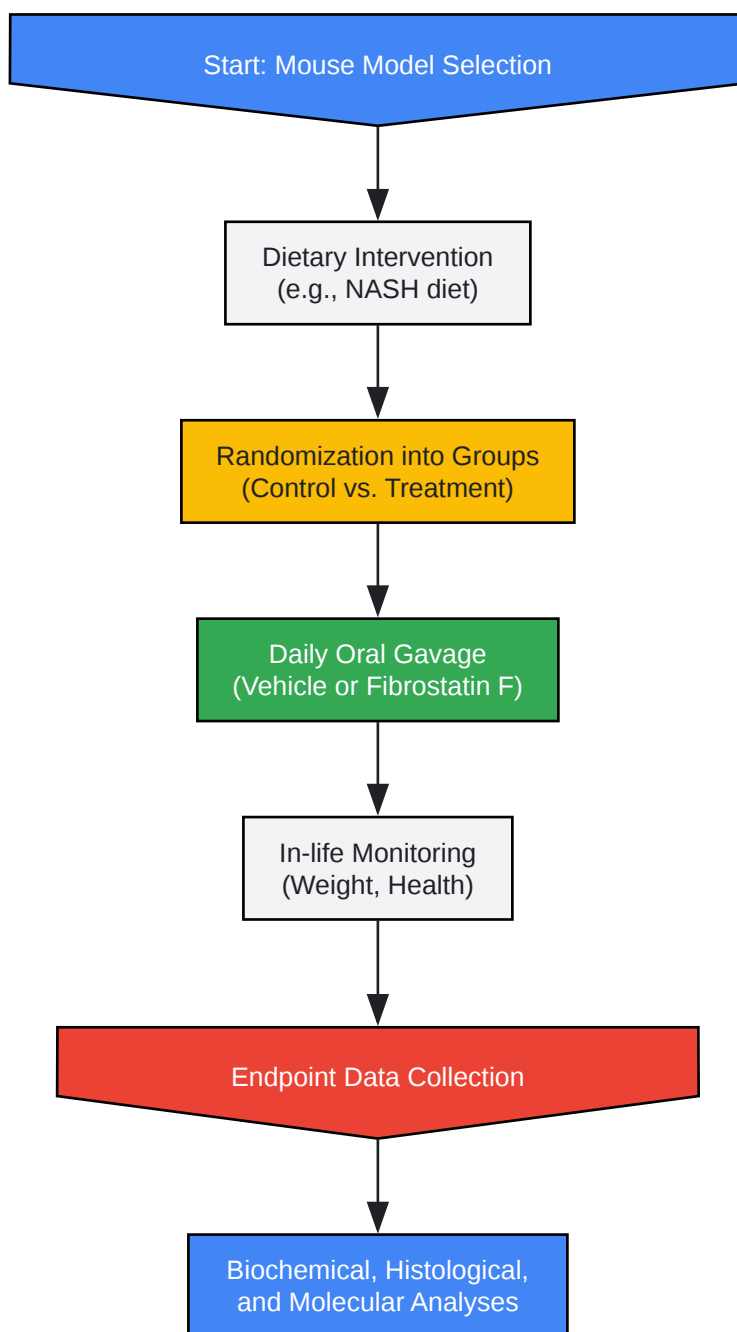 Start: Mouse Model Selection
Dietary Intervention
(e.g., NASH diet)
Randomization into Groups
(Control vs. Treatment)
Daily Oral Gavage
(Vehicle or Fibrostatin F)
In-life Monitoring
(Weight, Health)
Endpoint Data Collection
Biochemical, Histological,
and Molecular Analyses